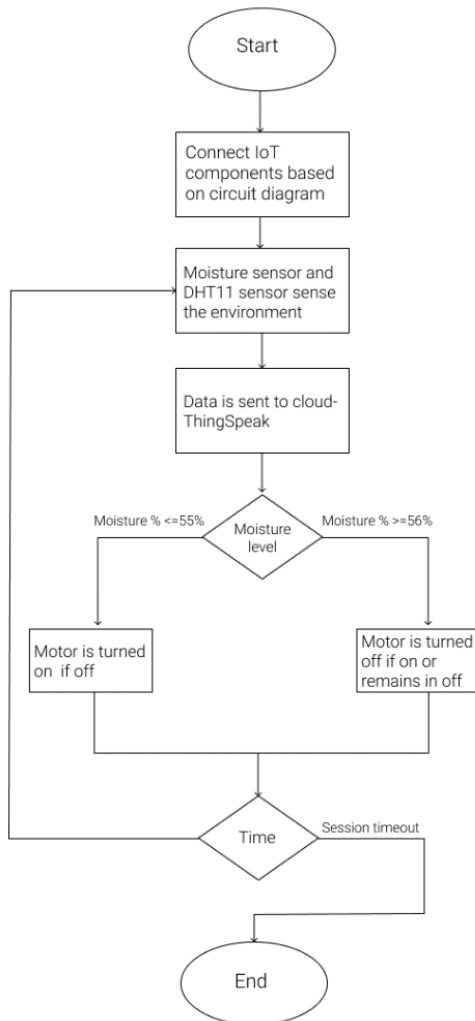 Start
Connect IoT
components based
on circuit diagram
Moisture sensor and
DHT11 sensor sense
the environment
Data is sent to cloud-
ThingSpeak
Moisture % <=55%
Moisture
level
Moisture % >=56%
Motor is turned
on if off
Motor is turned
off if on or
remains in off
Time
Session timeout
End